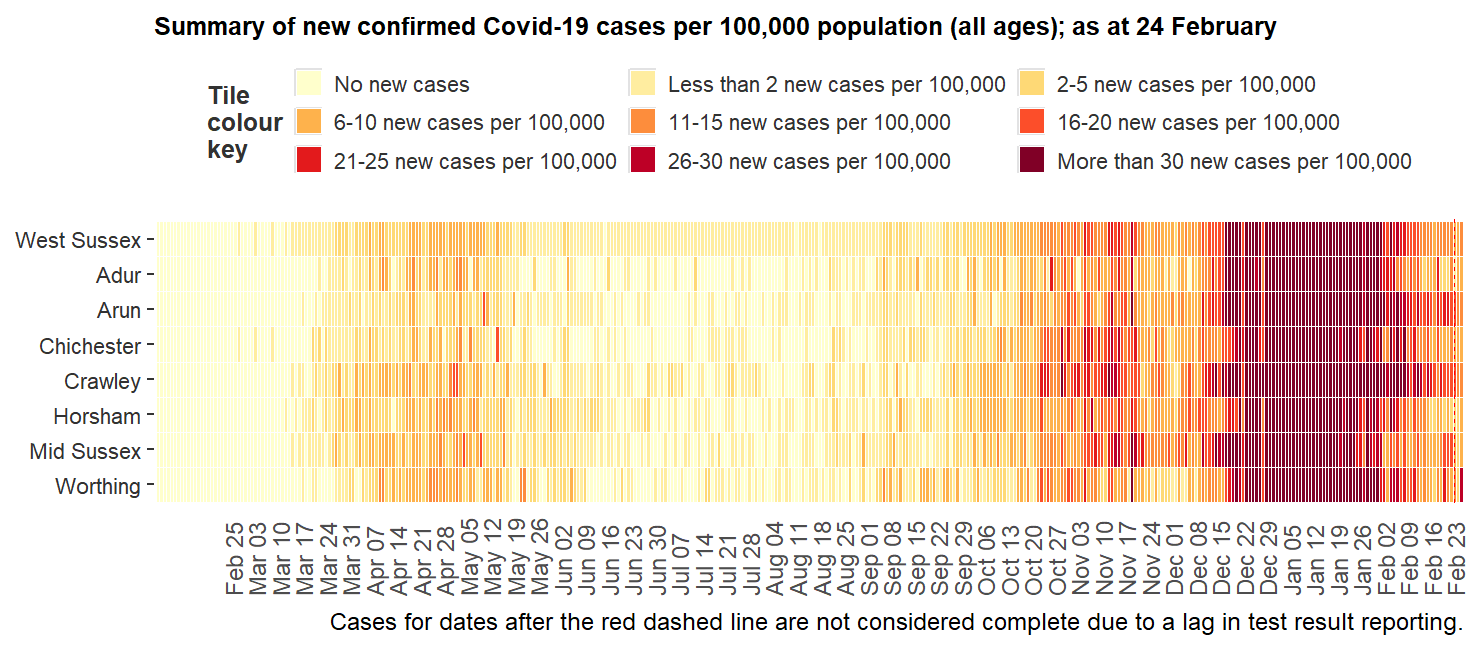 Summary of new confirmed Covid-19 cases per 100,000 population (all ages); as at 24 February
Tile
colour
key
No new cases
Less than 2 new cases per 100,000
2-5 new cases per 100,000
6-10 new cases per 100,000
11-15 new cases per 100,000
16-20 new cases per 100,000
21-25 new cases per 100,000
26-30 new cases per 100,000
More than 30 new cases per 100,000
West Sussex
Adur
Arun
Chichester
Crawley
Horsham
Mid Sussex
Worthing
Feb 25
Mar 03
Mar 10
Mar 17
Mar 24
Mar 31
Apr 07
Apr 14
Apr 21
Apr 28
May 05
May 12
May 19
May 26
Jun 02
Jun 09
Jun 16
Jun 23
Jun 30
Jul 07
Jul 14
Jul 21
Jul 28
Aug 04
Aug 11
Aug 18
Aug 25
Sep 01
Sep 08
Sep 15
Sep 22
Sep 29
Oct 06
Oct 13
Oct 20
Oct 27
Nov 03
Nov 10
Nov 17
Nov 24
Dec 01
Dec 08
Dec 15
Dec 22
Dec 29
Jan 05
Jan 12
Jan 19
Jan 26
Feb 02
Feb 09
Feb 16
Feb 23
Cases for dates after the red dashed line are not considered complete due to a lag in test result reporting.